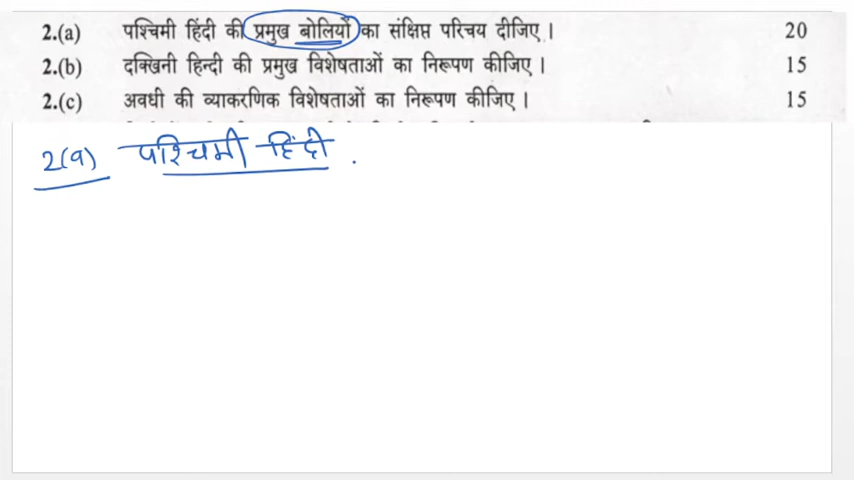 2.(a) पश्चिमी हिंदी की प्रमुख बोलियों का संक्षिप्त परिचय दीजिए। 20
2.(b) दक्खिनी हिन्दी की प्रमुख विशेषताओं का निरूपण कीजिए। 15
2.(c) अवधी की व्याकरणिक विशेषताओं का निरूपण कीजिए। 15
2(a) पश्चिमी हिंदी .